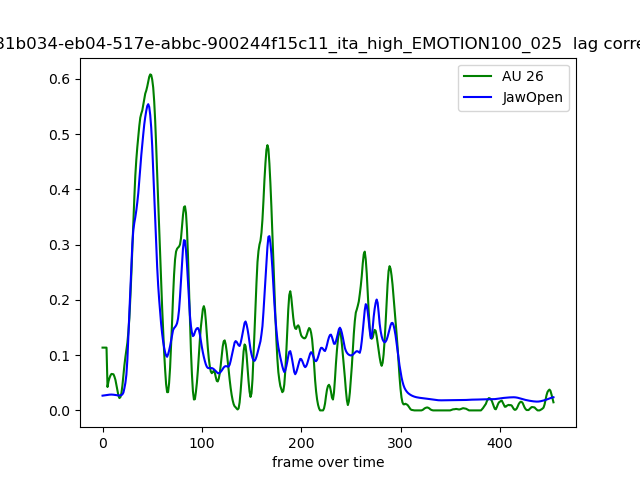 31b034-eb04-517e-abbc-900244f15c11_ita_high_EMOTION100_025 lag corre
AU 26
JawOpen
0.6
0.5
0.4
0.3
0.2
0.1
0.0
0 100 200 300 400
frame over time